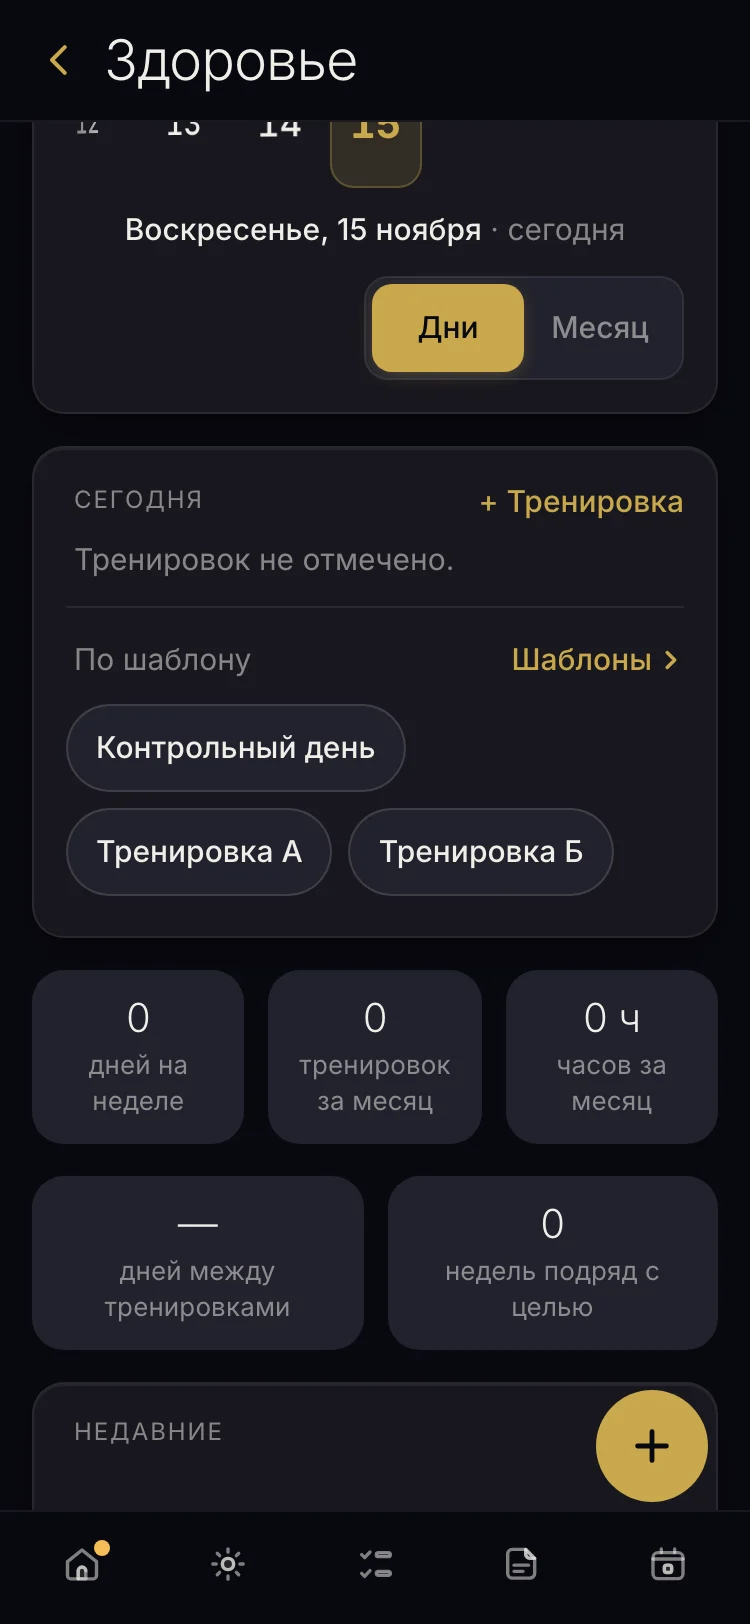 Здоровье
12 13 14 15
Воскресенье, 15 ноября · сегодня
Дни Месяц
СЕГОДНЯ + Тренировка
Тренировок не отмечено.
По шаблону Шаблоны >
Контрольный день
Тренировка А Тренировка Б
0
дней на
неделе
0
тренировок
за месяц
0 ч
часов за
месяц
—
дней между
тренировками
0
недель подряд с
целью
НЕДАВНИЕ